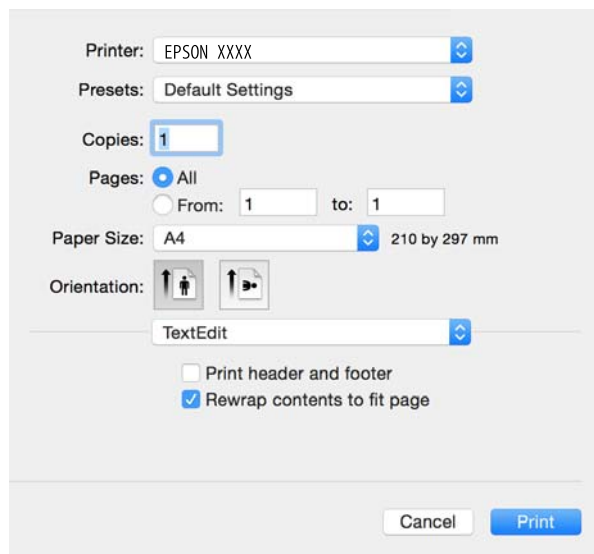 Printer: EPSON XXXX
Presets: Default Settings
Copies: 1
Pages: All
From: 1 to: 1
Paper Size: A4 210 by 297 mm
Orientation:
TextEdit
Print header and footer
Rewrap contents to fit page
Cancel Print